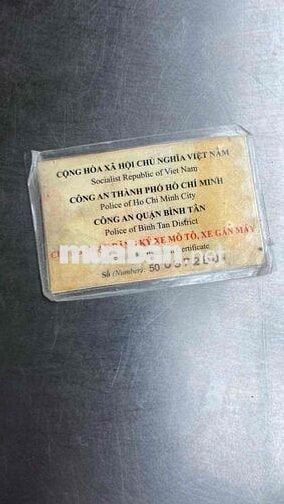 CỘNG HÒA XÃ HỘI CHỦ NGHĨA VIỆT NAM
Socialist Republic of Viet Nam
CÔNG AN THÀNH PHỐ HỒ CHÍ MINH
Police of Ho Chi Minh City
CÔNG AN QUẬN BÌNH TÂN
Police of Binh Tan District
KÝ XE MÔ TÔ, XE GẮN MÁY
muaban certificate
Số (Number): 50